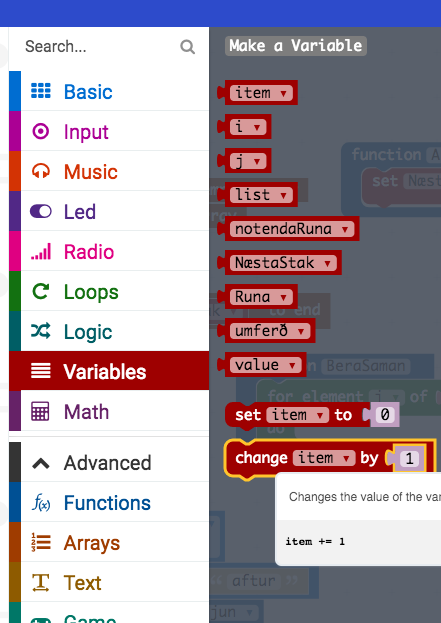 Search...
Make a Variable
Basic
item
Input
i
j
Music
list
Led
notendaRuna
Radio
NæstaStak
Loops
Runa
Logic
umferð
Variables
value
Math
set item to 0
Advanced
change item by 1
Functions
Changes the value of the var
Arrays
item += 1
Text
Game
function A
set Næst
to end
BeraSaman
for element i of
do
aftur